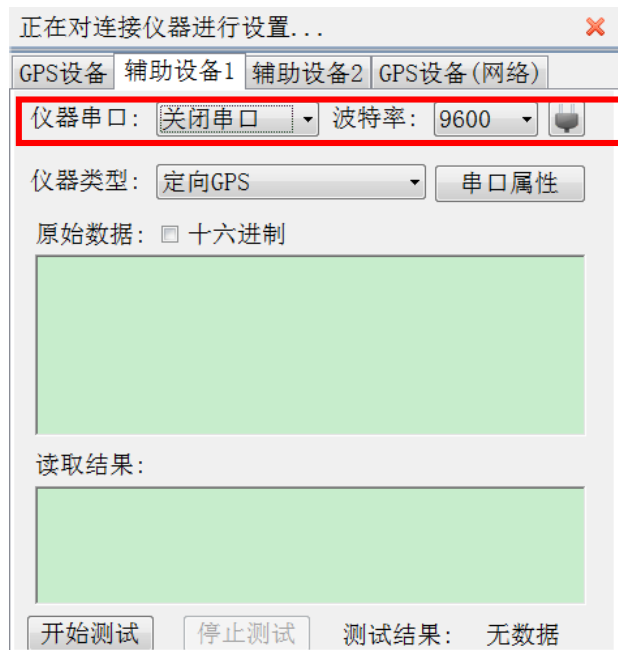 正在对连接仪器进行设置...
GPS设备 辅助设备1 辅助设备2 GPS设备(网络)
仪器串口: 关闭串口 波特率: 9600
仪器类型: 定向GPS 串口属性
原始数据: 十六进制
读取结果:
开始测试 停止测试 测试结果: 无数据